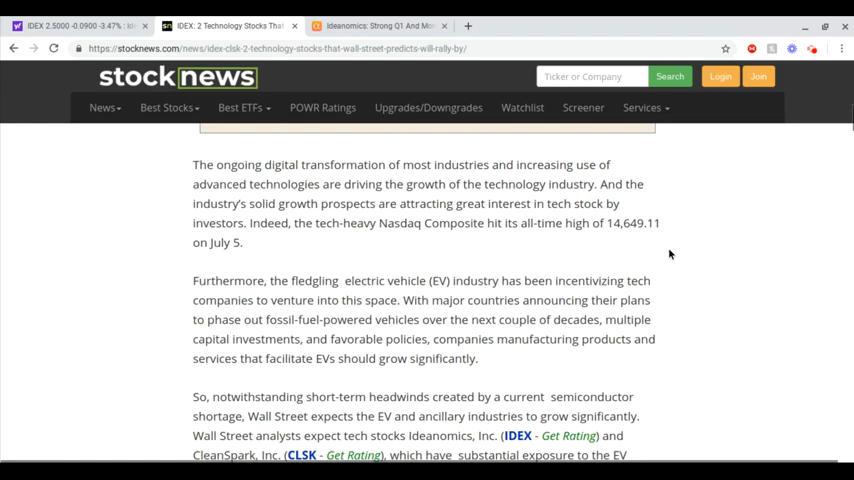 IDEX 2.5000 -0.0900 -3.47% : Ide
IDEX: 2 Technology Stocks That
Ideanomics: Strong Q1 And Mo
https://stocknews.com/news/idex-clsk-2-technology-stocks-that-wall-street-predicts-will-rally-by/
stocknews
Ticker or Company
Search
Login
Join
News
Best Stocks
Best ETFs
POWR Ratings
Upgrades/Downgrades
Watchlist
Screener
Services
The ongoing digital transformation of most industries and increasing use of
advanced technologies are driving the growth of the technology industry. And the
industry's solid growth prospects are attracting great interest in tech stock by
investors. Indeed, the tech-heavy Nasdaq Composite hit its all-time high of 14,649.11
on July 5.
Furthermore, the fledgling electric vehicle (EV) industry has been incentivizing tech
companies to venture into this space. With major countries announcing their plans
to phase out fossil-fuel-powered vehicles over the next couple of decades, multiple
capital investments, and favorable policies, companies manufacturing products and
services that facilitate EVs should grow significantly.
So, notwithstanding short-term headwinds created by a current semiconductor
shortage, Wall Street expects the EV and ancillary industries to grow significantly.
Wall Street analysts expect tech stocks Ideanomics, Inc. (IDEX - Get Rating) and
CleanSpark, Inc. (CLSK - Get Rating), which have substantial exposure to the EV